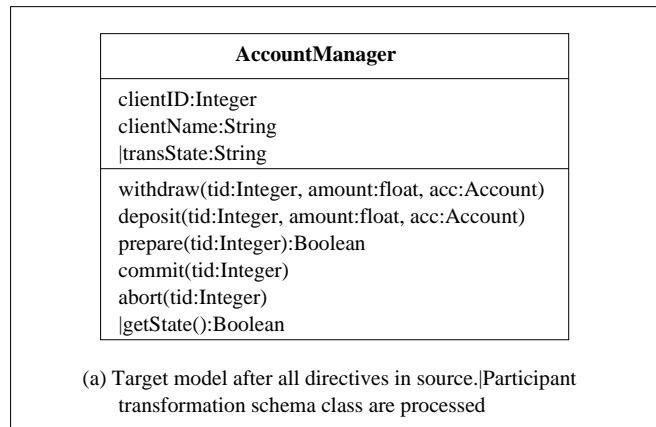 AccountManager
clientID:Integer
clientName:String
|transState:String
withdraw(tid:Integer, amount:float, acc:Account)
deposit(tid:Integer, amount:float, acc:Account)
prepare(tid:Integer):Boolean
commit(tid:Integer)
abort(tid:Integer)
|getState():Boolean
(a) Target model after all directives in source.|Participant
transformation schema class are processed